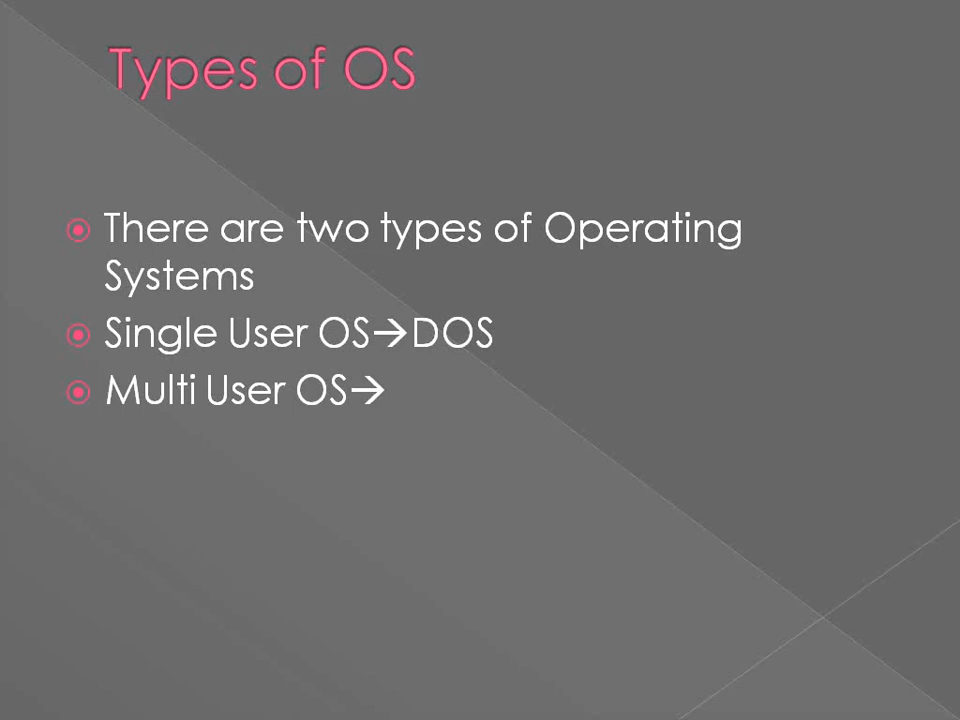 Types of OS
There are two types of Operating
Systems
Single User OS→DOS
Multi User OS→